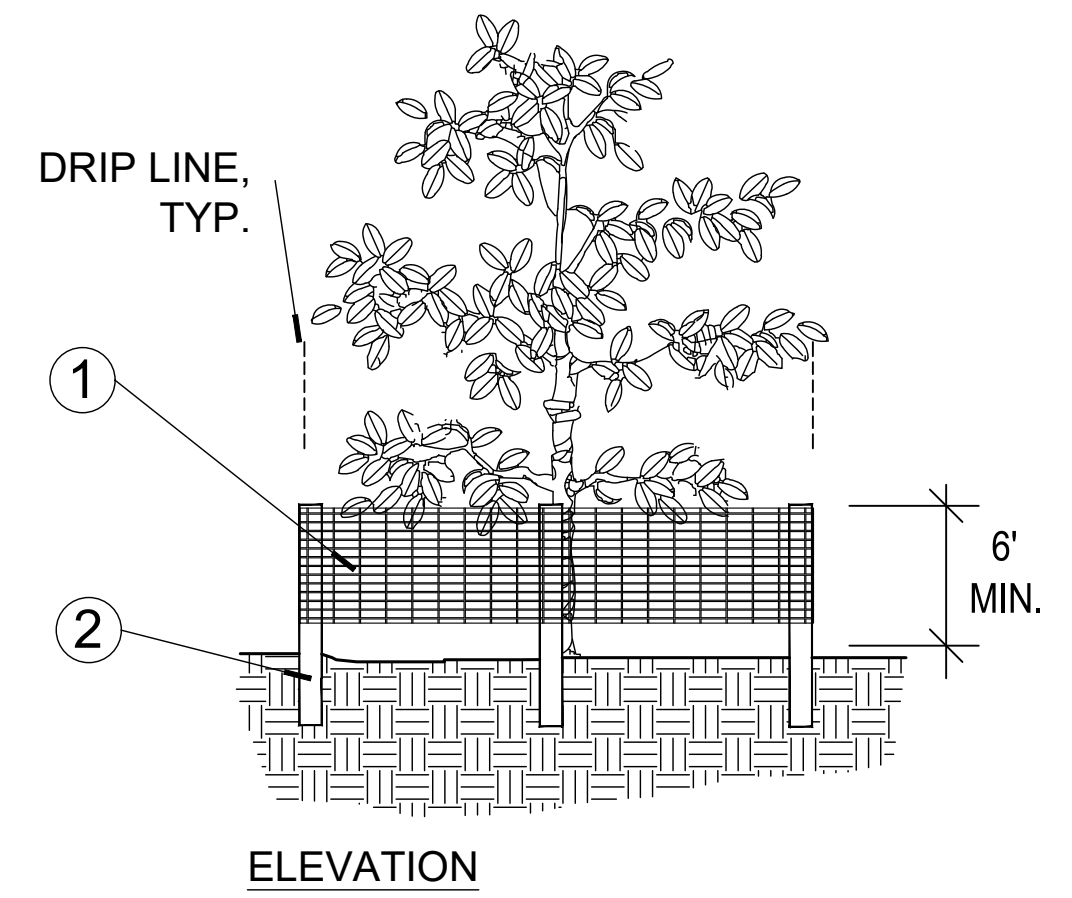 DRIP LINE,
TYP.
1
2
6'
MIN.
ELEVATION